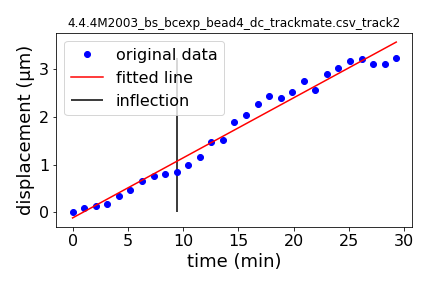 4.4.4M2003_bs_bcexp_bead4_dc_trackmate.csv_track2
original data
fitted line
inflection
displacement (μm)
3
2
1
0
0 5 10 15 20 25 30
time (min)